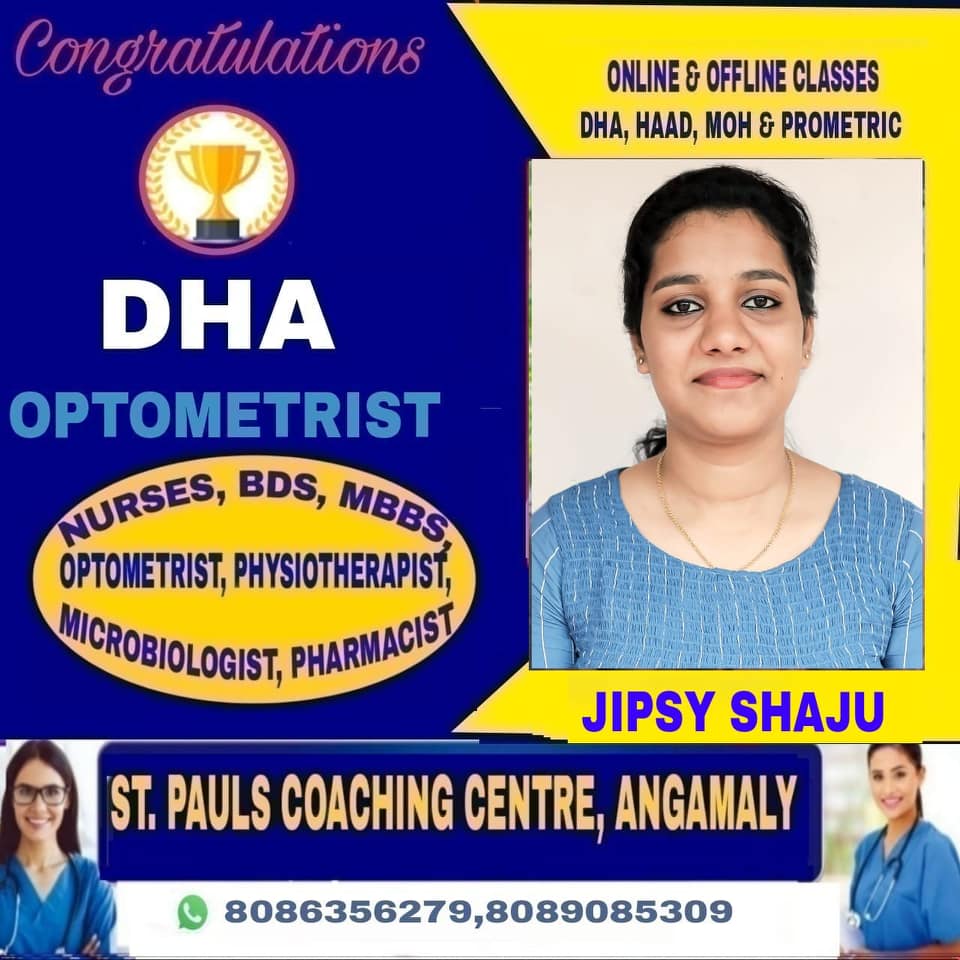 Congratulations
ONLINE & OFFLINE CLASSES
DHA, HAAD, MOH & PROMETRIC
DHA
OPTOMETRIST
NURSES, BDS, MBBS,
OPTOMETRIST, PHYSIOTHERAPIST,
MICROBIOLOGIST, PHARMACIST
JIPSY SHAJU
ST. PAULS COACHING CENTRE, ANGAMALY
8086356279,8089085309